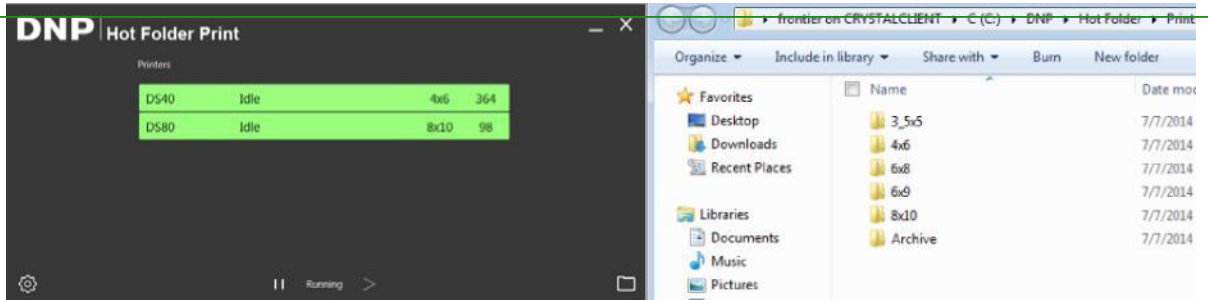 DNP Hot Folder Print
Printers
DS40 Idle 4x6 364
DS80 Idle 8x10 98
Running
frontier on CRYSTALCLIENT ▸ C (C:) ▸ DNP ▸ Hot Folder ▸ Print
Organize Include in library Share with Burn New folder
Favorites
Desktop
Downloads
Recent Places
Libraries
Documents
Music
Pictures
Name Date mod
3_5x5 7/7/2014
4x6 7/7/2014
6x8 7/7/2014
6x9 7/7/2014
8x10 7/7/2014
Archive 7/7/2014